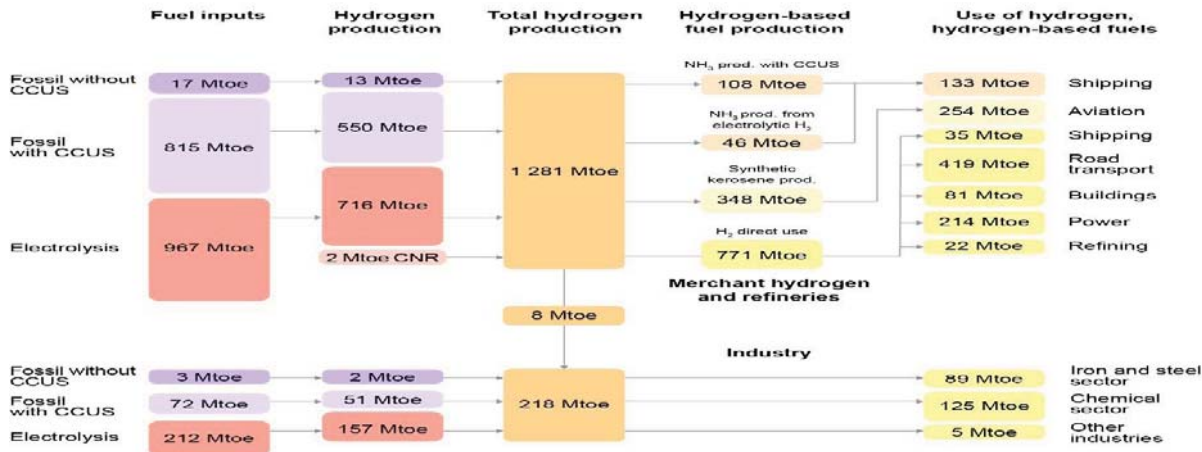 Fuel inputs
Hydrogen
production
Total hydrogen
production
Hydrogen-based
fuel production
Use of hydrogen,
hydrogen-based fuels
Fossil without
CCUS
17 Mtoe
13 Mtoe
Fossil
with CCUS
815 Mtoe
550 Mtoe
Electrolysis
967 Mtoe
716 Mtoe
2 Mtoe CNR
1 281 Mtoe
NH₃ prod. with CCUS
108 Mtoe
NH₃ prod. from
electrolytic H₂
46 Mtoe
Synthetic
kerosene prod.
348 Mtoe
H₂ direct use
771 Mtoe
Merchant hydrogen
and refineries
133 Mtoe Shipping
254 Mtoe Aviation
35 Mtoe Shipping
419 Mtoe Road
transport
81 Mtoe Buildings
214 Mtoe Power
22 Mtoe Refining
8 Mtoe
Industry
Fossil without
CCUS
3 Mtoe
2 Mtoe
Fossil
with CCUS
72 Mtoe
51 Mtoe
Electrolysis
212 Mtoe
157 Mtoe
218 Mtoe
89 Mtoe Iron and steel
sector
125 Mtoe Chemical
sector
5 Mtoe Other
industries